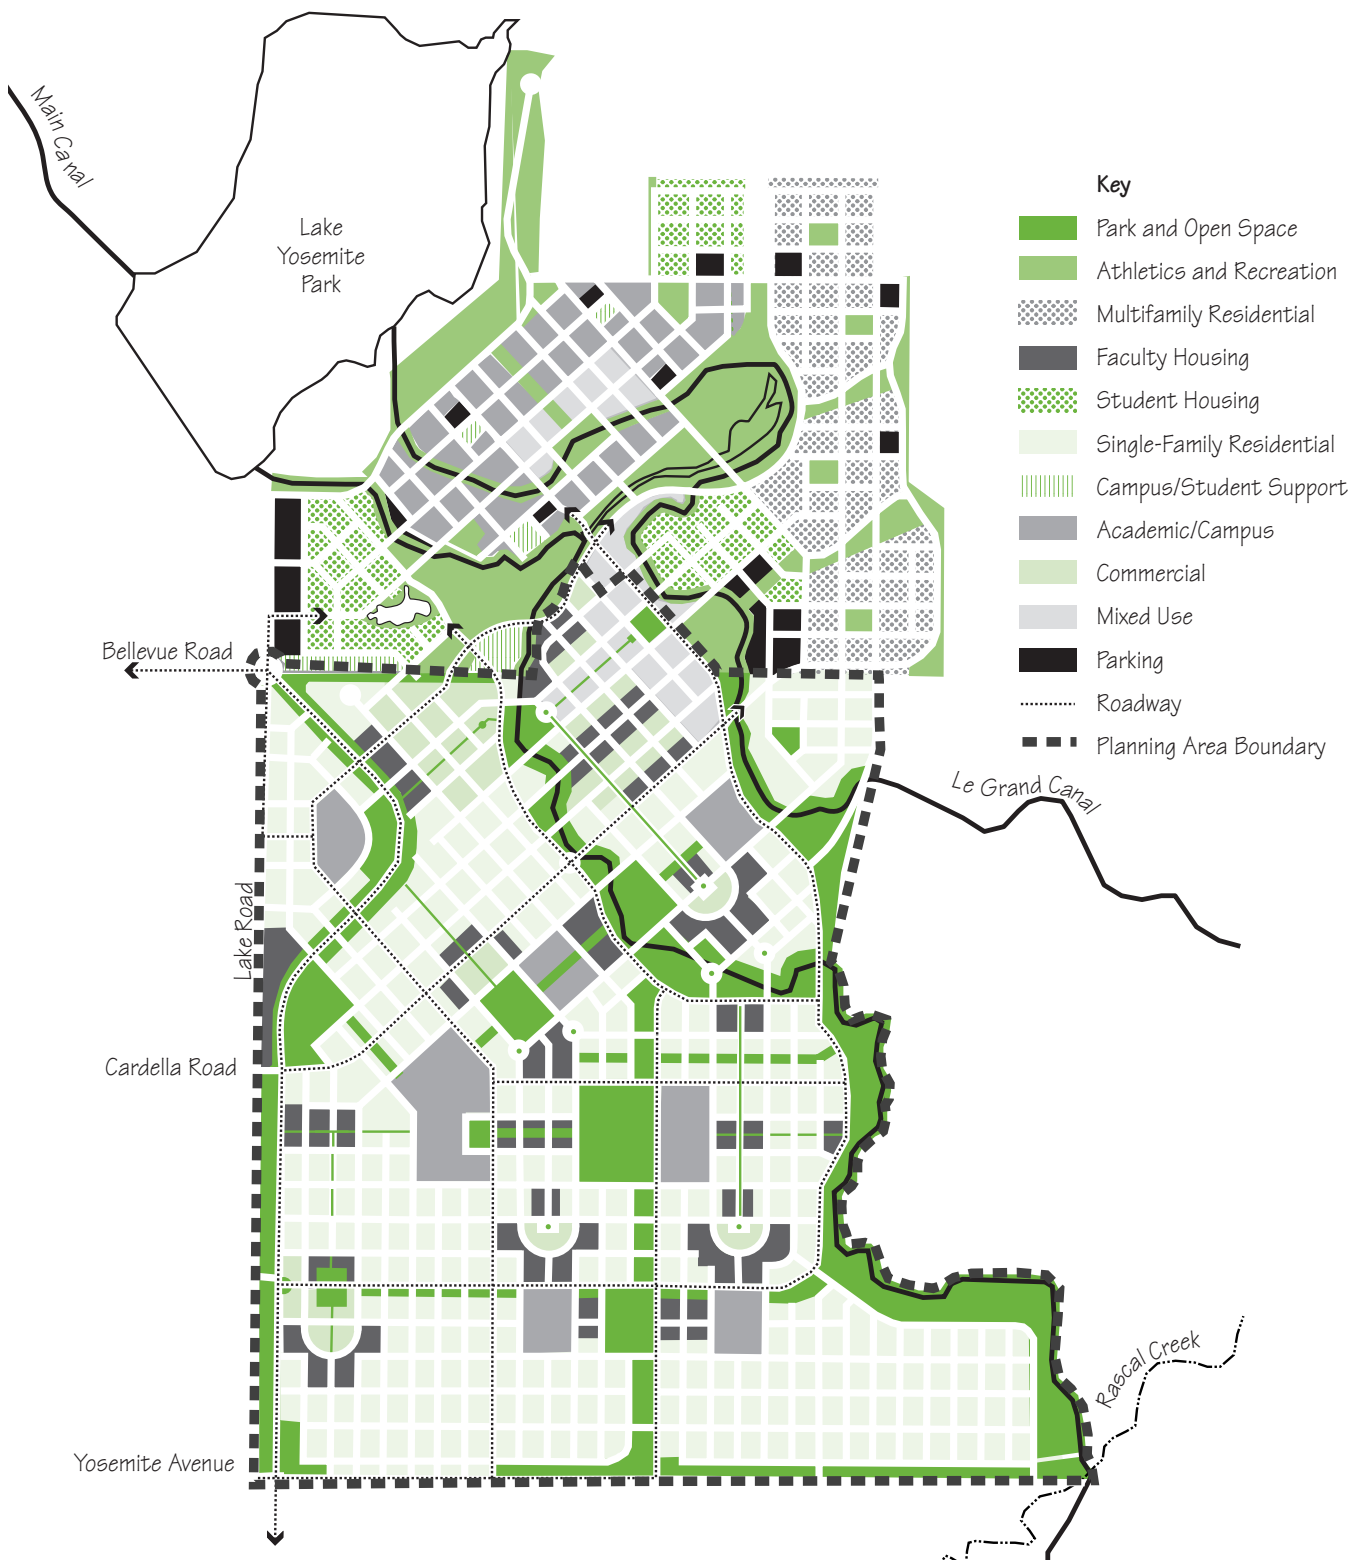 Main Canal
Lake
Yosemite
Park
Key
Park and Open Space
Athletics and Recreation
Multifamily Residential
Faculty Housing
Student Housing
Single-Family Residential
Campus/Student Support
Academic/Campus
Commercial
Mixed Use
Parking
Roadway
Planning Area Boundary
Bellevue Road
Le Grand Canal
Lake Road
Cardella Road
Rascal Creek
Yosemite Avenue